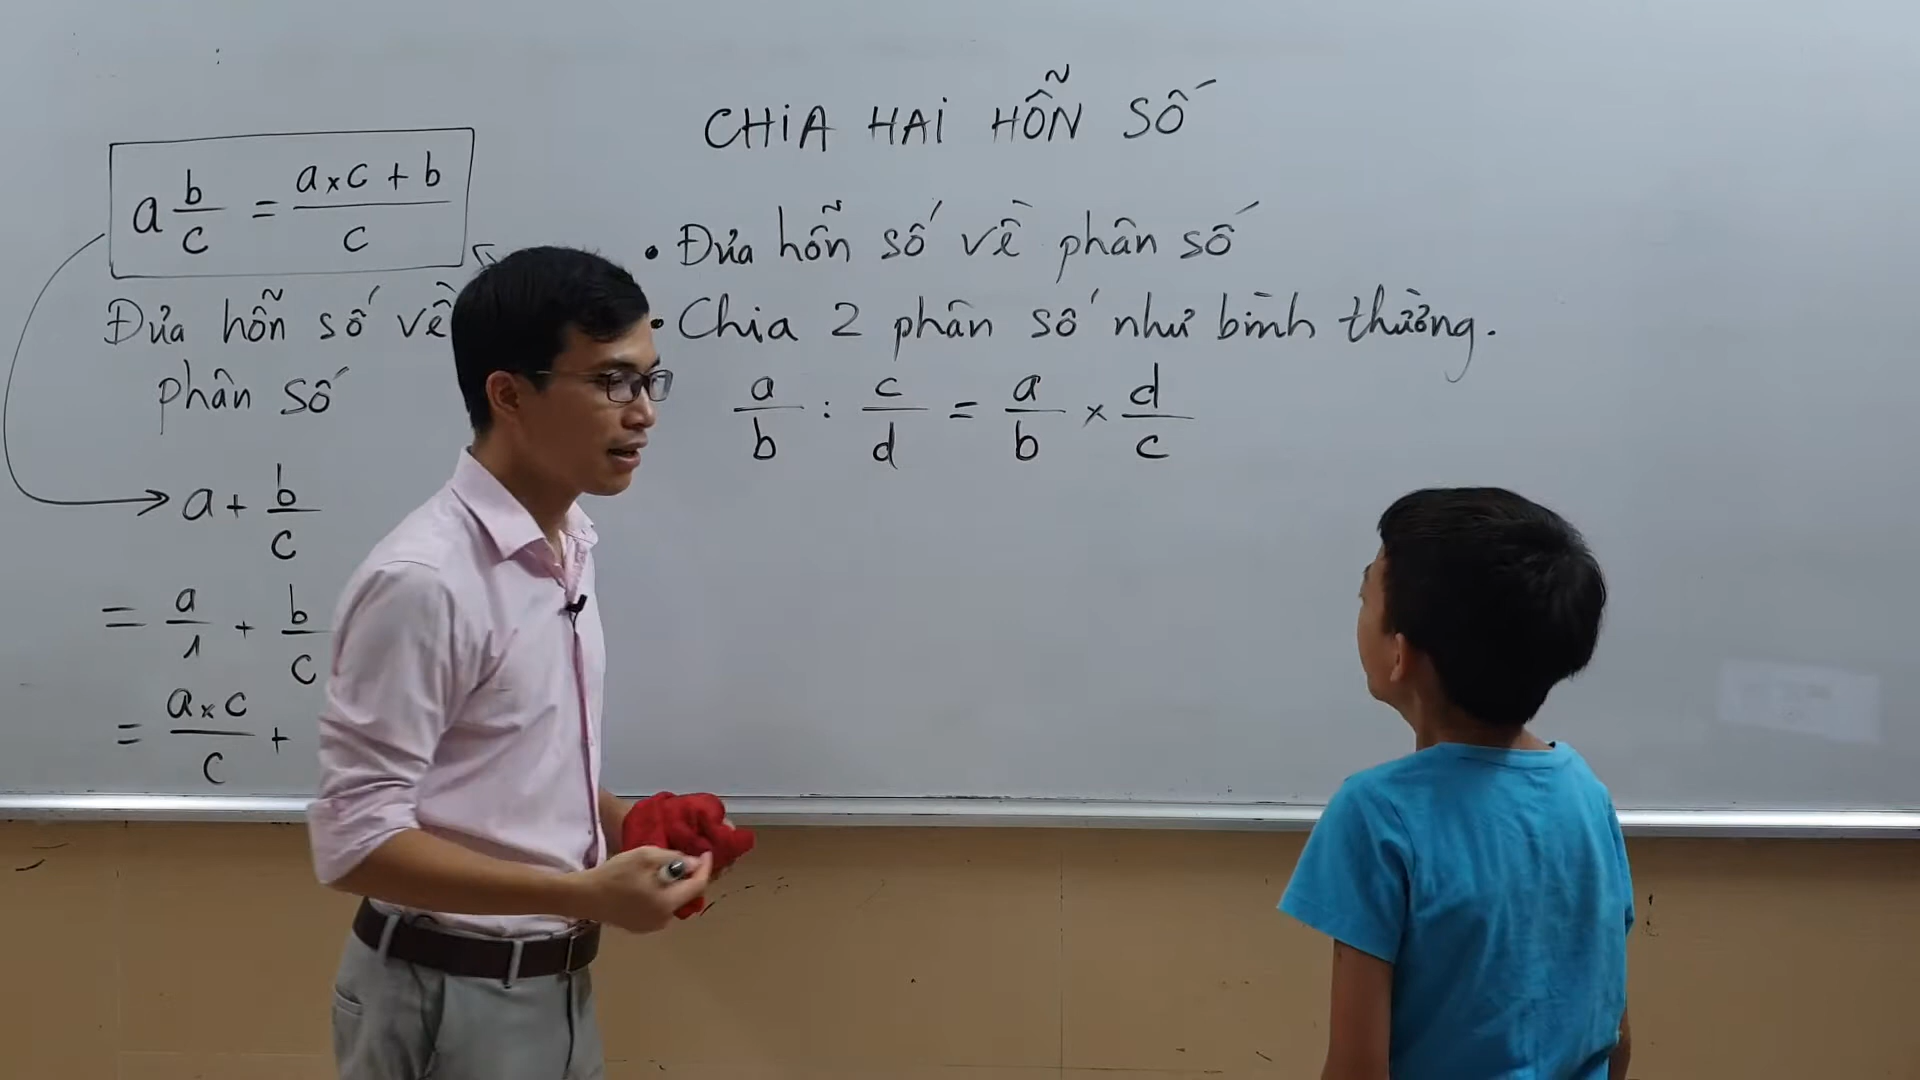 CHiA HAi HỖN SỐ
a b/c = (a×c + b)/c
Đưa hỗn số về
phân số
a + b/c
= a/1 + b/c
= a×c/c +
• Đưa hỗn số về phân số
• Chia 2 phân số như bình thường.
a/b : c/d = a/b × d/c